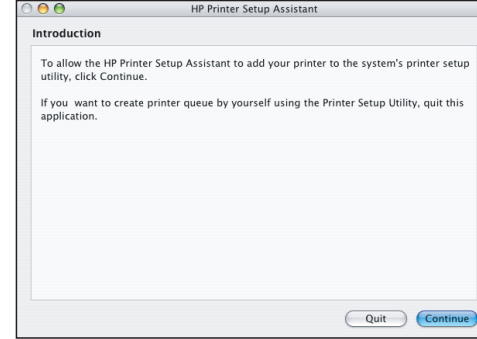 HP Printer Setup Assistant
Introduction
To allow the HP Printer Setup Assistant to add your printer to the system's printer setup
utility, click Continue.
If you  want to create printer queue by yourself using the Printer Setup Utility, quit this
application.
Quit
Continue